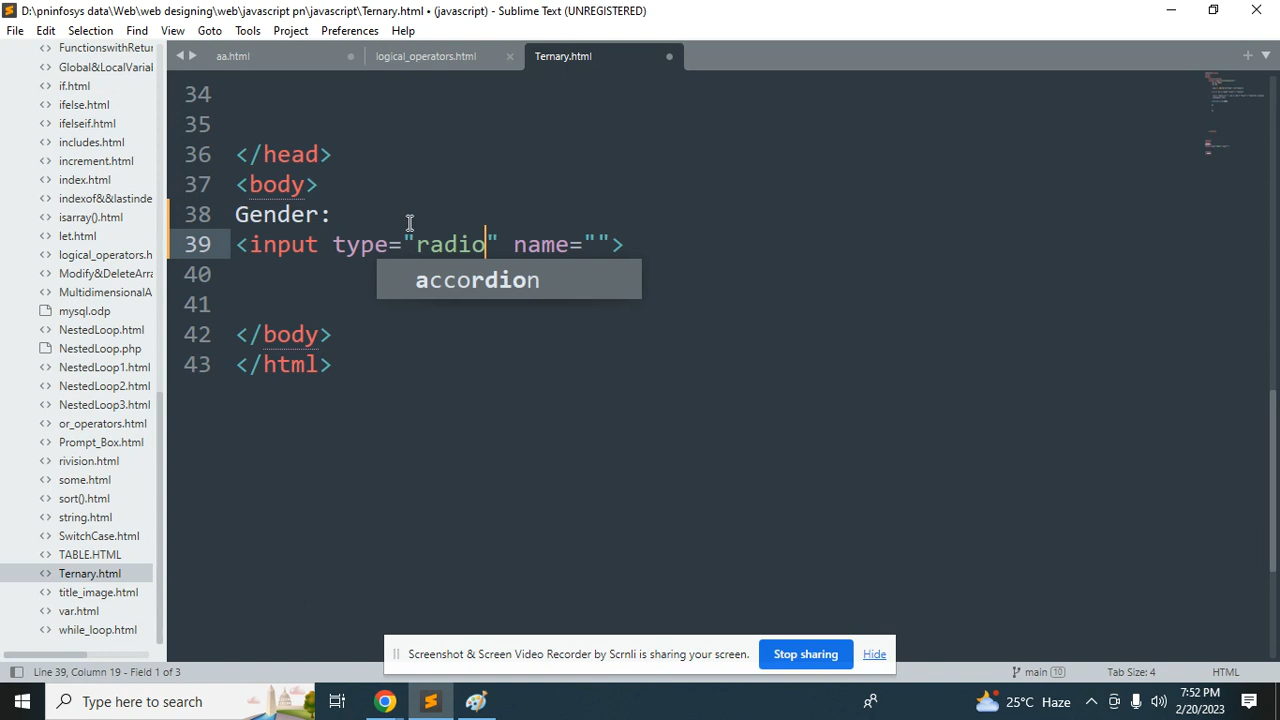 D:\pninfosys data\Web\web designing\web\javascript pn\javascript\Ternary.html • (javascript) - Sublime Text (UNREGISTERED)
File Edit Selection Find View Goto Tools Project Preferences Help
aa.html logical_operators.html Ternary.html
FunctionswithRetur
Global&LocalVariab
if.html
ifelse.html
ifelseif.html
includes.html
increment.html
index.html
indexof&&lastinde
isarray().html
let.html
logical_operators.h
Modify&DeleteArra
MultidimensionalA
mysql.odp
NestedLoop.html
NestedLoop.php
NestedLoop1.html
NestedLoop2.html
NestedLoop3.html
or_operators.html
Prompt_Box.html
rivision.html
some.html
sort().html
string.html
SwitchCase.html
TABLE.HTML
Ternary.html
title_image.html
var.html
while_loop.html
34
35
36 </head>
37 <body>
38 Gender:
39 <input type="radio" name="">
accordion
40
41
42 </body>
43 </html>
Screenshot & Screen Video Recorder by Scrnli is sharing your screen. Stop sharing Hide
Line 39, Column 19 - Field 1 of 3 main 10 Tab Size: 4 HTML
Type here to search 25°C Haze 7:52 PM
2/20/2023